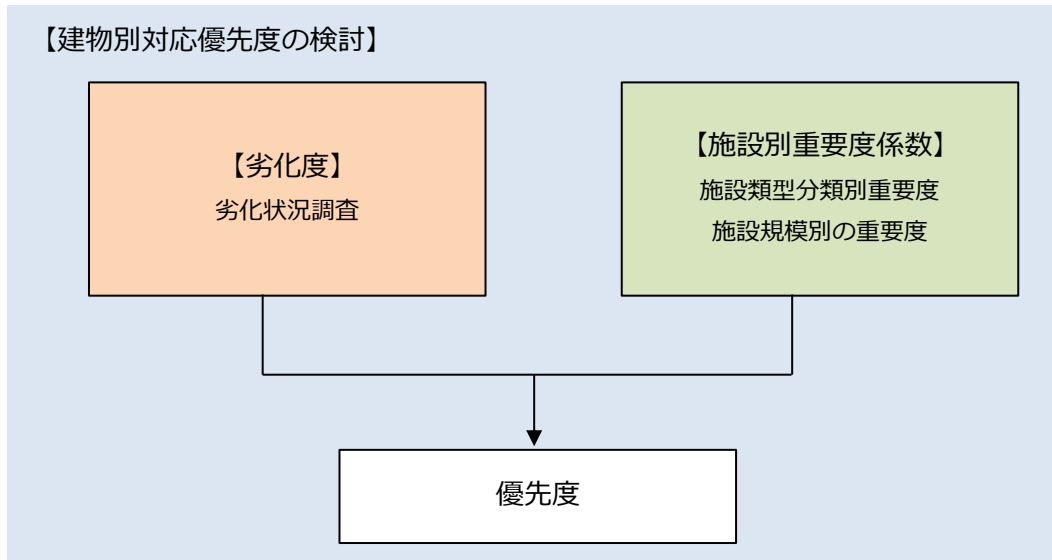 【建物別対応優先度の検討】
【劣化度】
劣化状況調査
【施設別重要度係数】
施設類型分類別重要度
施設規模別の重要度
優先度